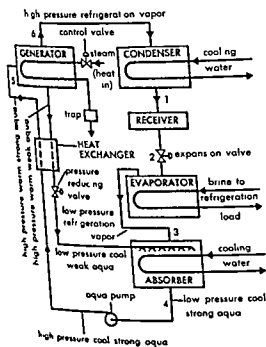 high pressure refrigeration vapor
6
control valve
GENERATOR
steam
(heat
in)
CONDENSER
cooling
water
5
trap
1
RECEIVER
HEAT
EXCHANGER
2
expansion valve
high pressure warm strong aqua
high pressure warm weak aqua
pressure
reducing
valve
6
EVAPORATOR
brine to
refrigeration
load
low pressure
refrigeration
vapor
3
low pressure cool
weak aqua
cooling
water
ABSORBER
4
low pressure cool
strong aqua
aqua pump
high pressure cool strong aqua